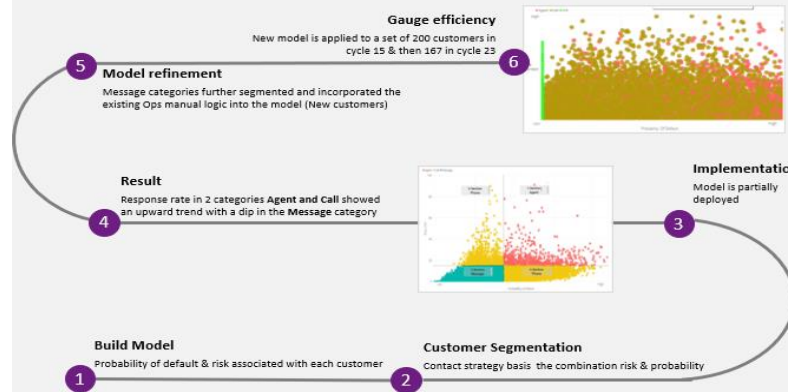 Gauge efficiency
New model is applied to a set of 200 customers in
cycle 15 & then 167 in cycle 23
6
5
Model refinement
Message categories further segmented and incorporated the
existing Ops manual logic into the model (New customers)
Result
Response rate in 2 categories Agent and Call showed
an upward trend with a dip in the Message category
4
Implementatio
Model is partially
deployed
3
Build Model
Probability of default & risk associated with each customer
1
Customer Segmentation
Contact strategy basis the combination risk & probability
2